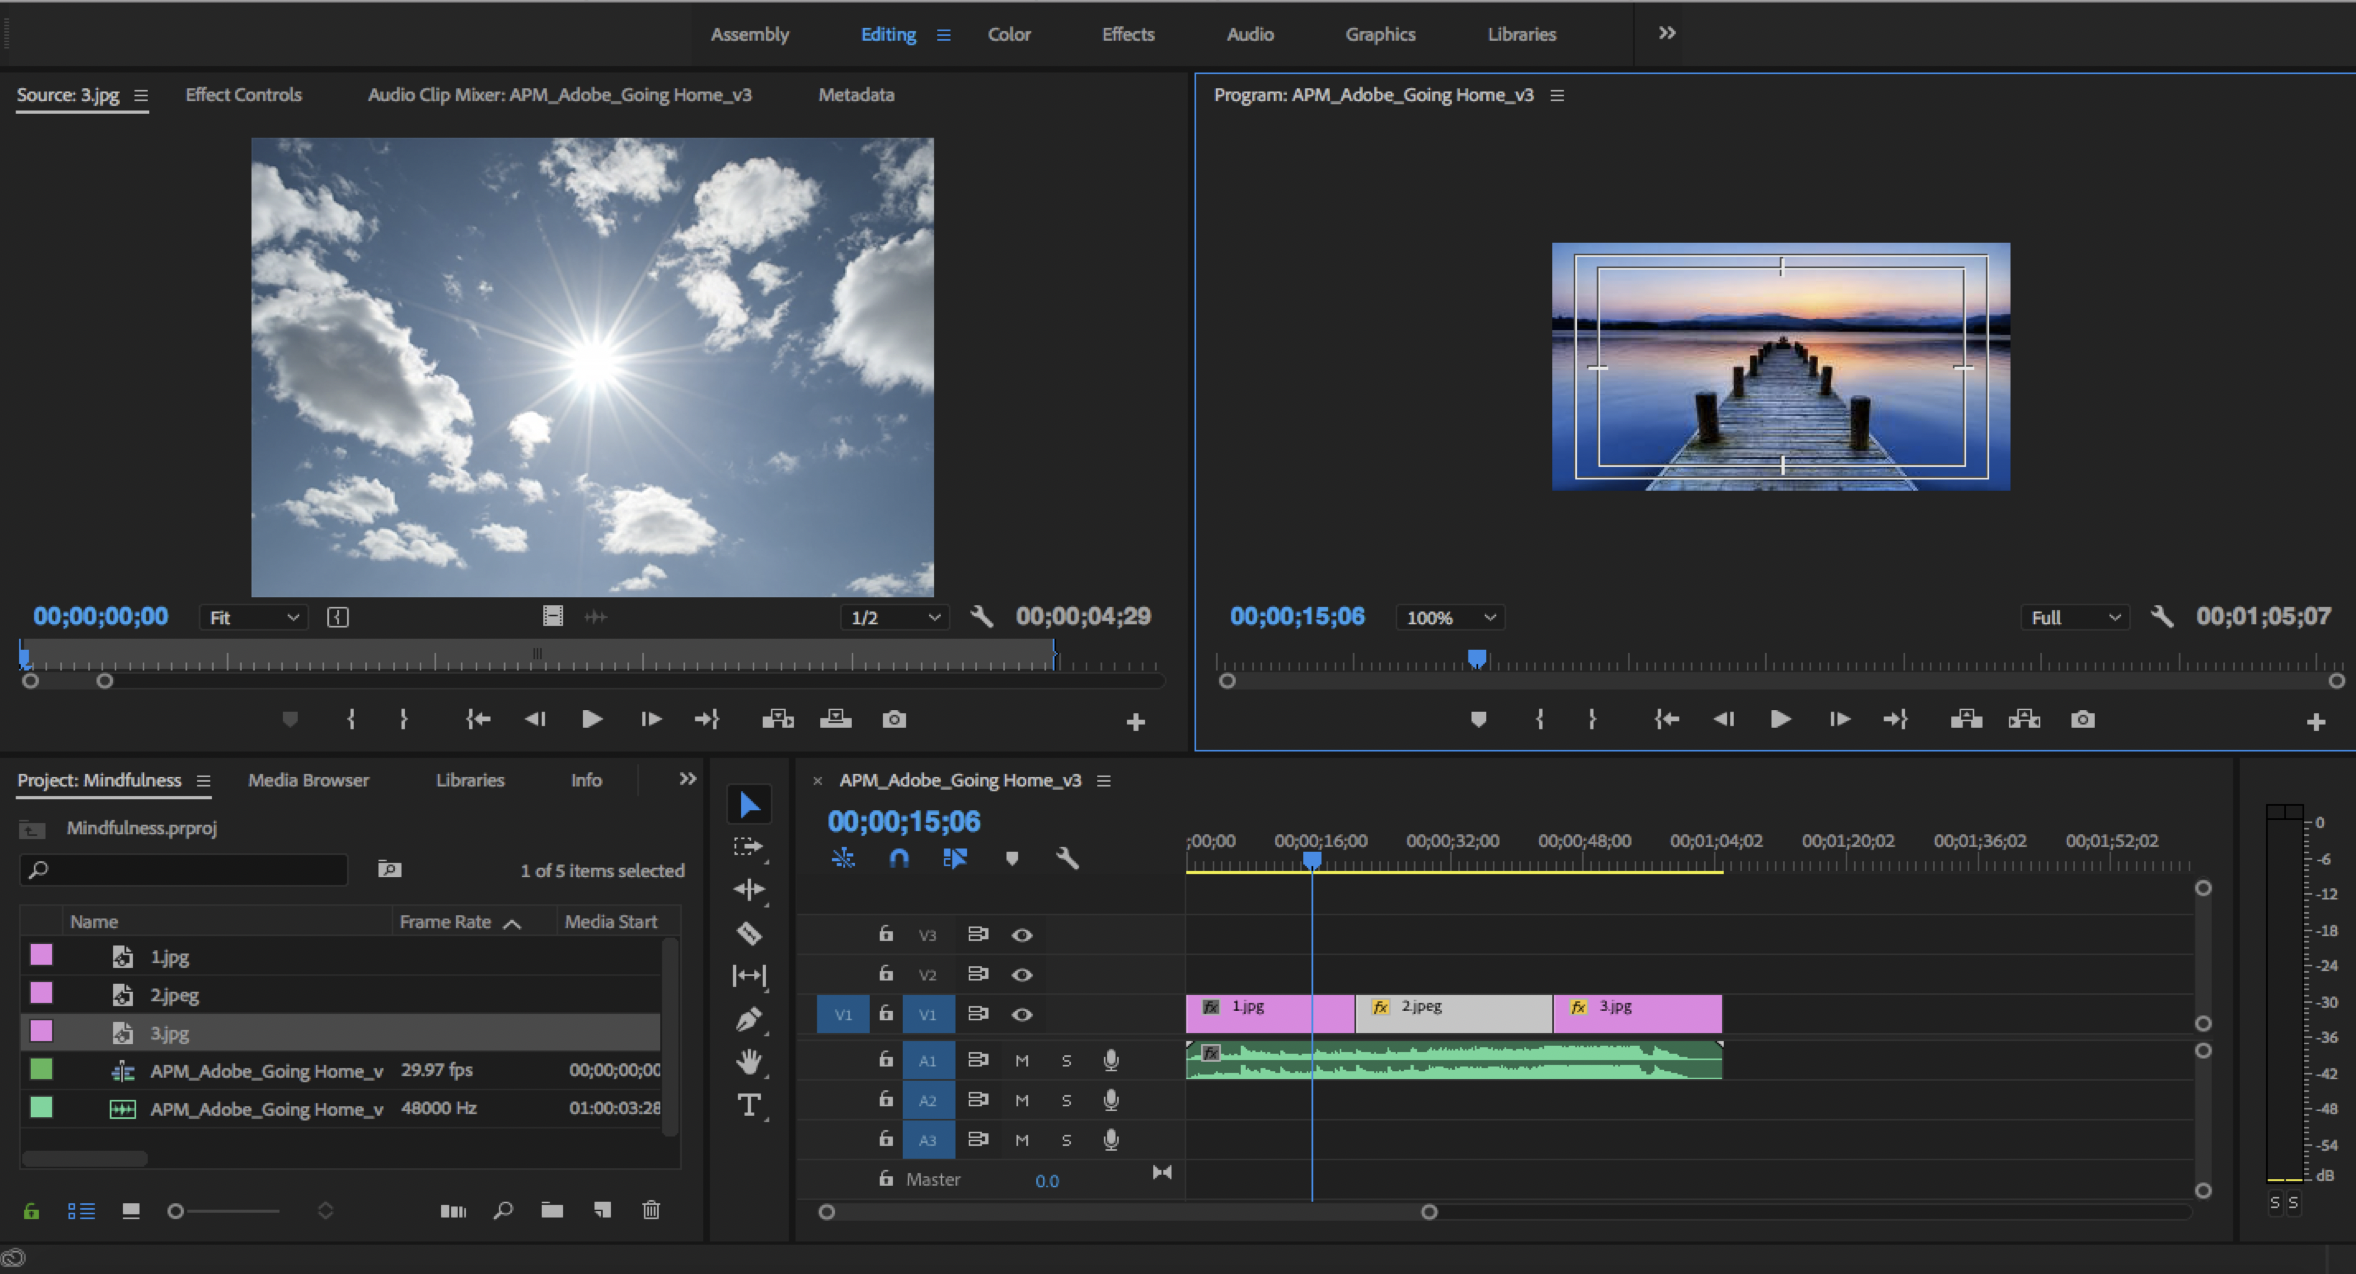 Assembly Editing Color Effects Audio Graphics Libraries
Source: 3.jpg Effect Controls Audio Clip Mixer: APM_Adobe_Going Home_v3 Metadata
00;00;00;00 Fit 1/2 00;00;04;29
Program: APM_Adobe_Going Home_v3
00;00;15;06 100% Full 00;01;05;07
Project: Mindfulness Media Browser Libraries Info
Mindfulness.prproj
1 of 5 items selected
Name Frame Rate Media Start
1.jpg
2.jpeg
3.jpg
APM_Adobe_Going Home_v 29.97 fps 00;00;00;00
APM_Adobe_Going Home_v 48000 Hz 01:00:03:28
T
× APM_Adobe_Going Home_v3
00;00;15;06
;00;00 00;00;16;00 00;00;32;00 00;00;48;00 00;01;04;02 00;01;20;02 00;01;36;02 00;01;52;02
V3
V2
V1 V1 fx 1.jpg fx 2.jpeg fx 3.jpg
A1 M S fx
A2 M S
A3 M S
Master 0.0
0
-6
-12
-18
-24
-30
-36
-42
-48
-54
dB
S S